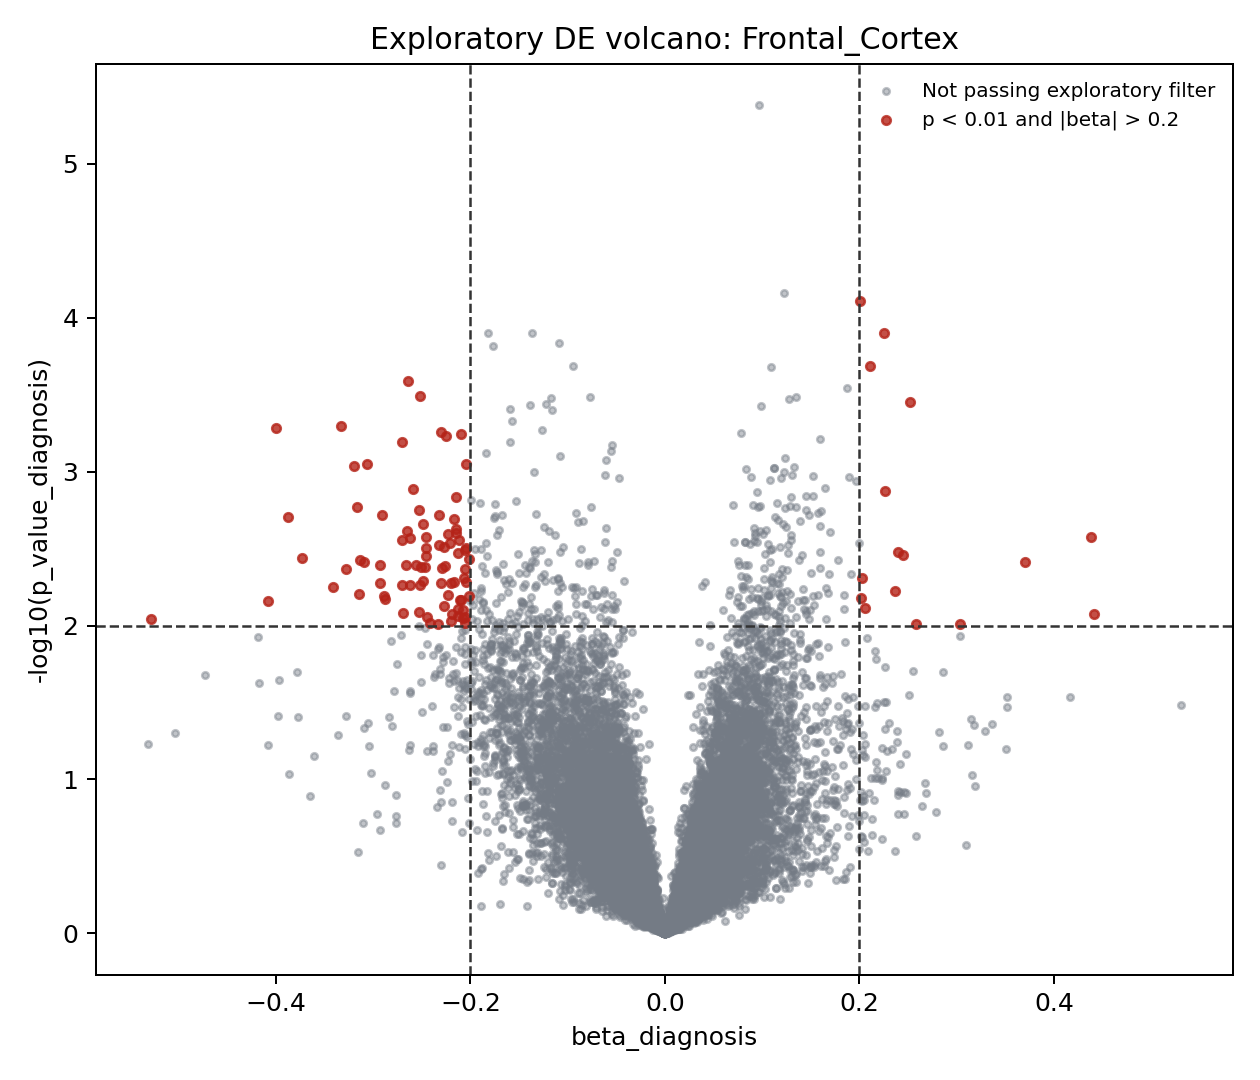 Exploratory DE volcano: Frontal_Cortex
Not passing exploratory filter
p < 0.01 and |beta| > 0.2
-log10(p_value_diagnosis)
5
4
3
2
1
0
−0.4
−0.2
0.0
0.2
0.4
beta_diagnosis